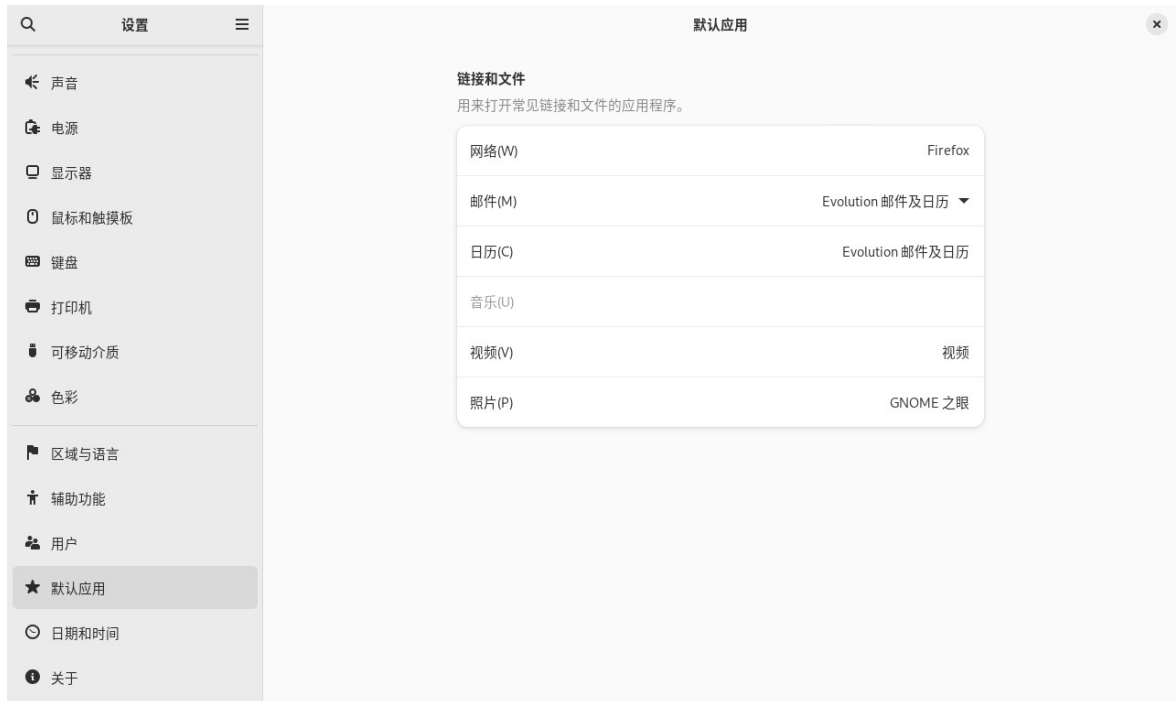 设置
声音
电源
显示器
鼠标和触摸板
键盘
打印机
可移动介质
色彩
区域与语言
辅助功能
用户
默认应用
日期和时间
关于
默认应用
链接和文件
用来打开常见链接和文件的应用程序。
网络(W) Firefox
邮件(M) Evolution 邮件及日历
日历(C) Evolution 邮件及日历
音乐(U)
视频(V) 视频
照片(P) GNOME 之眼